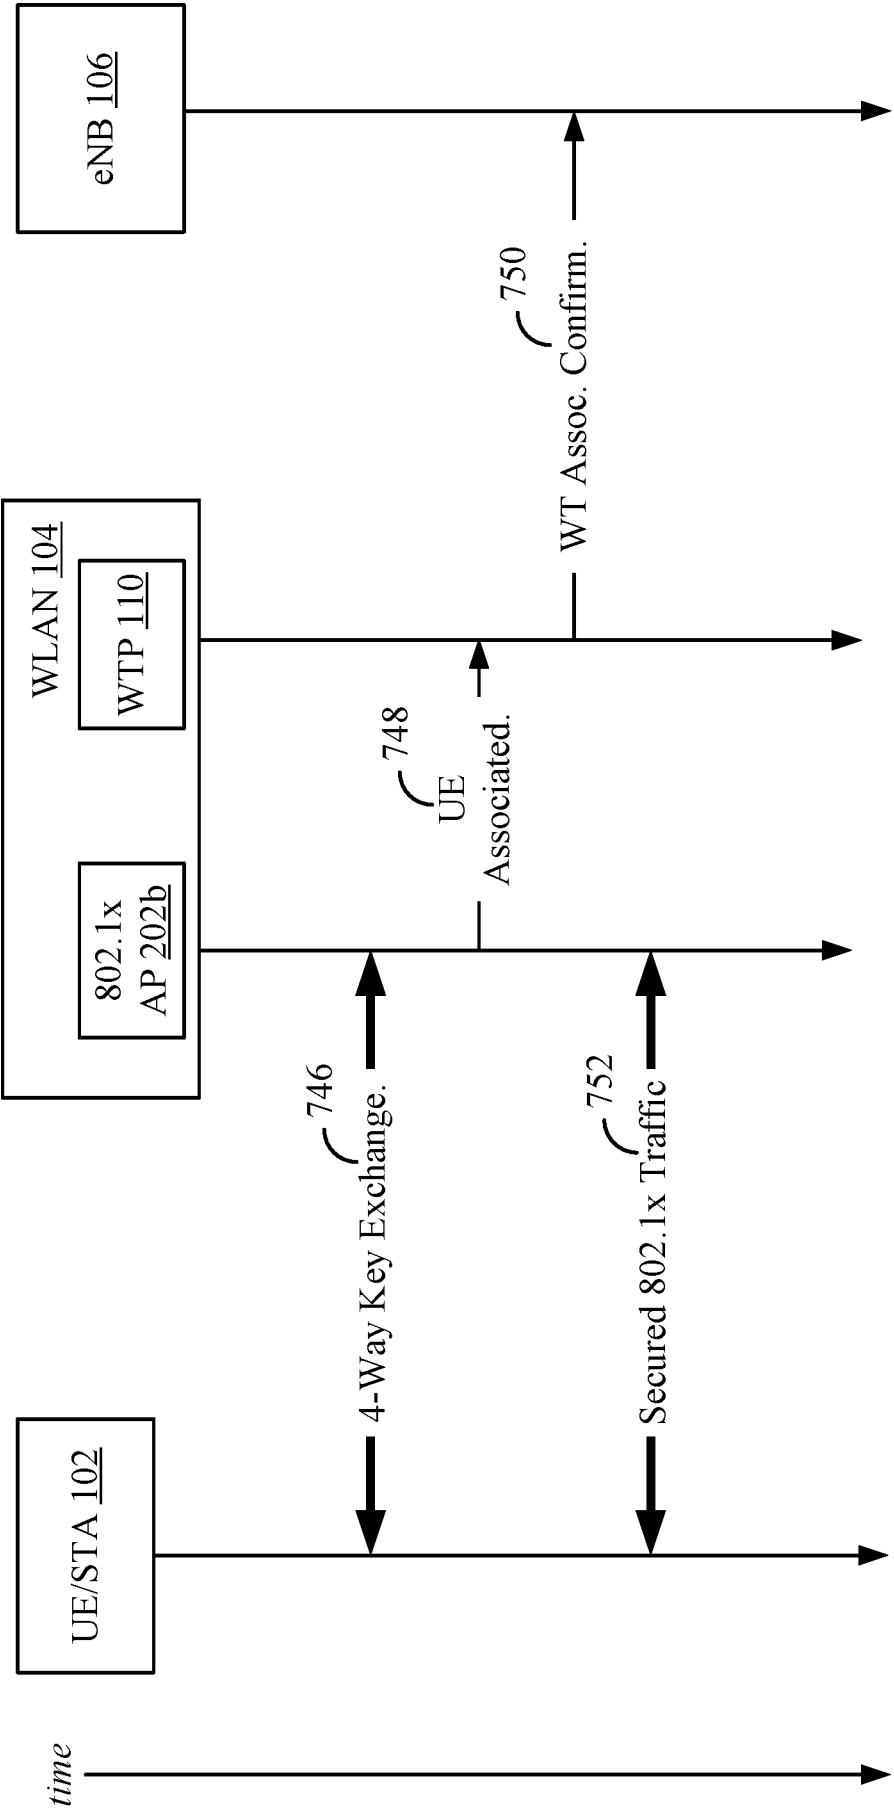 time
UE/STA 102
WLAN 104
802.1x
AP 202b
WTP 110
eNB 106
746
4-Way Key Exchange.
748
UE
Associated.
750
WT Assoc. Confirm.
752
Secured 802.1x Traffic